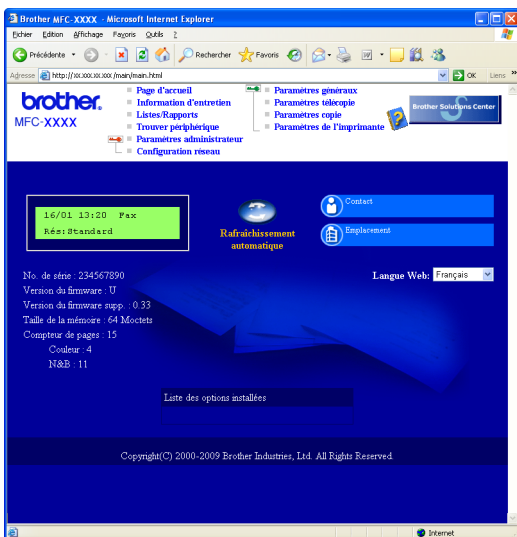 Brother MFC-XXXX - Microsoft Internet Explorer
Fichier Edition Affichage Favoris Outils ?
Précédente Rechercher Favoris
Adresse http://xx.xxx.xx.xxx/main/main.html OK Liens »
brother.
MFC-XXXX
Page d'accueil
Information d'entretien
Listes/Rapports
Trouver périphérique
Paramètres administrateur
Configuration réseau
Paramètres généraux
Paramètres télécopie
Paramètres copie
Paramètres de l'imprimante
Brother Solutions Center
16/01 13:20 Fax
Rés:Standard
Rafraîchissement
automatique
Contact
Emplacement
Langue Web: Français
No. de série : 234567890
Version du firmware : U
Version du firmware supp. : 0.33
Taille de la mémoire : 64 Moctets
Compteur de pages : 15
Couleur : 4
N&B : 11
Liste des options installées
Copyright(C) 2000-2009 Brother Industries, Ltd. All Rights Reserved.
Internet